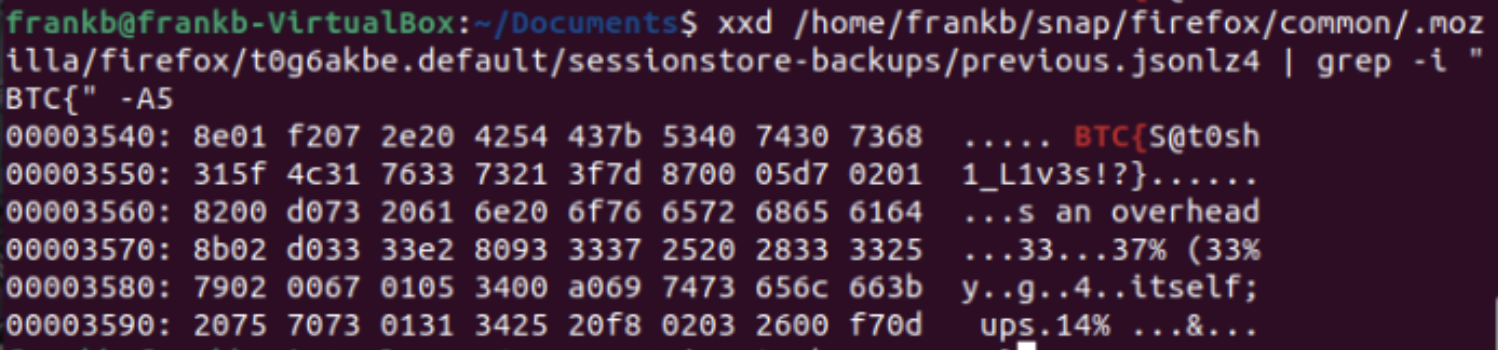 frankb@frankb-VirtualBox:~/Documents$ xxd /home/frankb/snap/firefox/common/.moz
illa/firefox/t0g6akbe.default/sessionstore-backups/previous.jsonlz4 | grep -i "
BTC{" -A5
00003540: 8e01 f207 2e20 4254 437b 5340 7430 7368  ..... BTC{S@t0sh
00003550: 315f 4c31 7633 7321 3f7d 8700 05d7 0201  1_L1v3s!?}......
00003560: 8200 d073 2061 6e20 6f76 6572 6865 6164  ...s an overhead
00003570: 8b02 d033 33e2 8093 3337 2520 2833 3325  ...33...37% (33%
00003580: 7902 0067 0105 3400 a069 7473 656c 663b  y..g..4..itself;
00003590: 2075 7073 0131 3425 20f8 0203 2600 f70d   ups.14% ...&...